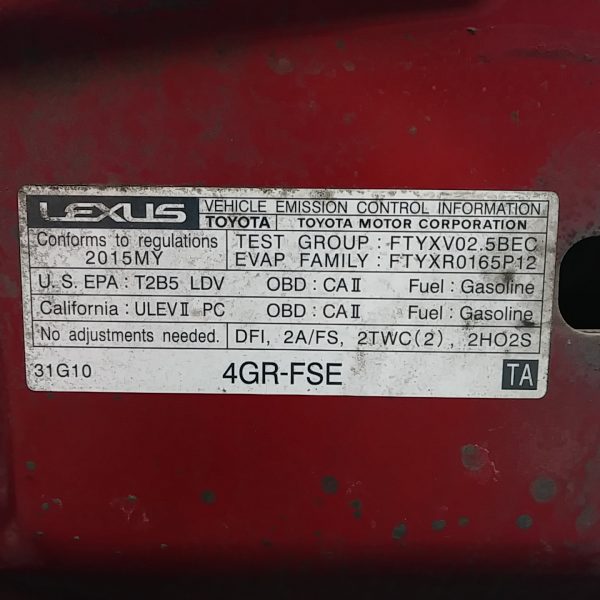 LEXUS VEHICLE EMISSION CONTROL INFORMATION
TOYOTA TOYOTA MOTOR CORPORATION
Conforms to regulations TEST GROUP : FTYXV02.5BEC
2015MY EVAP FAMILY : FTYXR0165P12
U. S. EPA : T2B5 LDV OBD : CAⅡ Fuel : Gasoline
California : ULEVⅡ PC OBD : CAⅡ Fuel : Gasoline
No adjustments needed. DFI, 2A/FS, 2TWC(2), 2HO2S
31G10 4GR-FSE TA